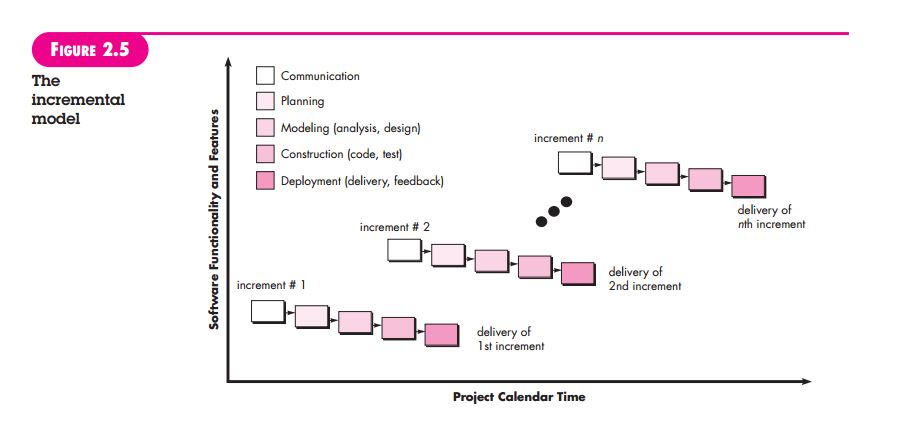 FIGURE 2.5
The
incremental
model
Software Functionality and Features
Communication
Planning
Modeling (analysis, design)
Construction (code, test)
Deployment (delivery, feedback)
increment # n
delivery of
nth increment
increment # 2
delivery of
2nd increment
increment # 1
delivery of
1st increment
Project Calendar Time